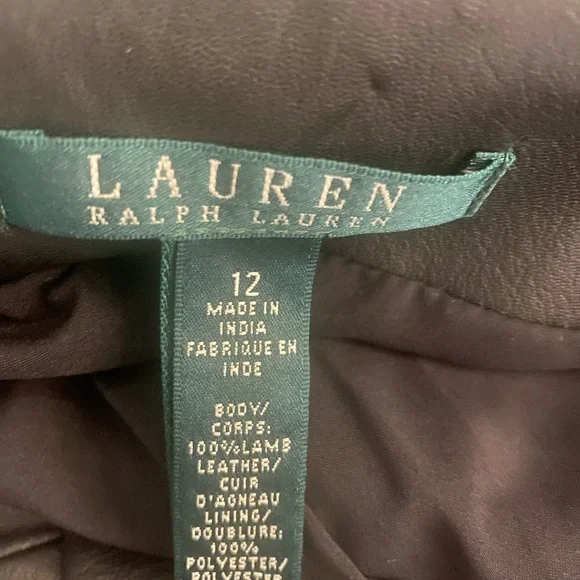 LAUREN
RALPH LAUREN
12
MADE IN
INDIA
FABRIQUE EN
INDE
BODY/
CORPS:
100%LAMB
LEATHER/
CUIR
D'AGNEAU
LINING/
DOUBLURE:
100%
POLYESTER/
POLYESTER